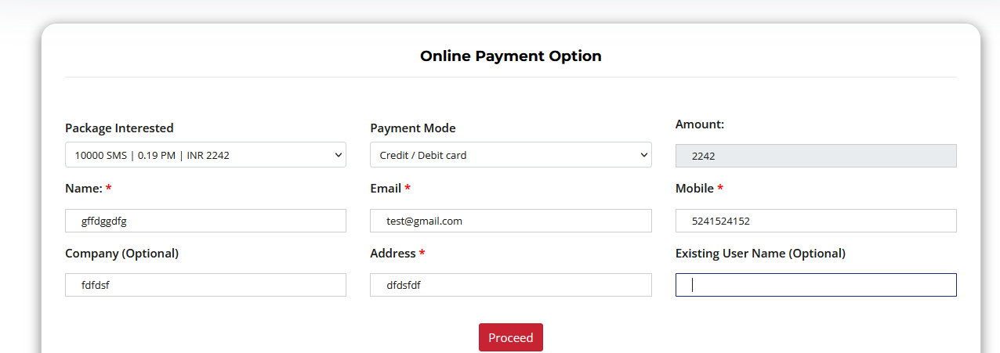 Online Payment Option
Package Interested
Payment Mode
Amount:
10000 SMS | 0.19 PM | INR 2242
Credit / Debit card
2242
Name: *
Email *
Mobile *
gffdggdfg
test@gmail.com
5241524152
Company (Optional)
Address *
Existing User Name (Optional)
fdfdsf
dfdsfdf
Proceed